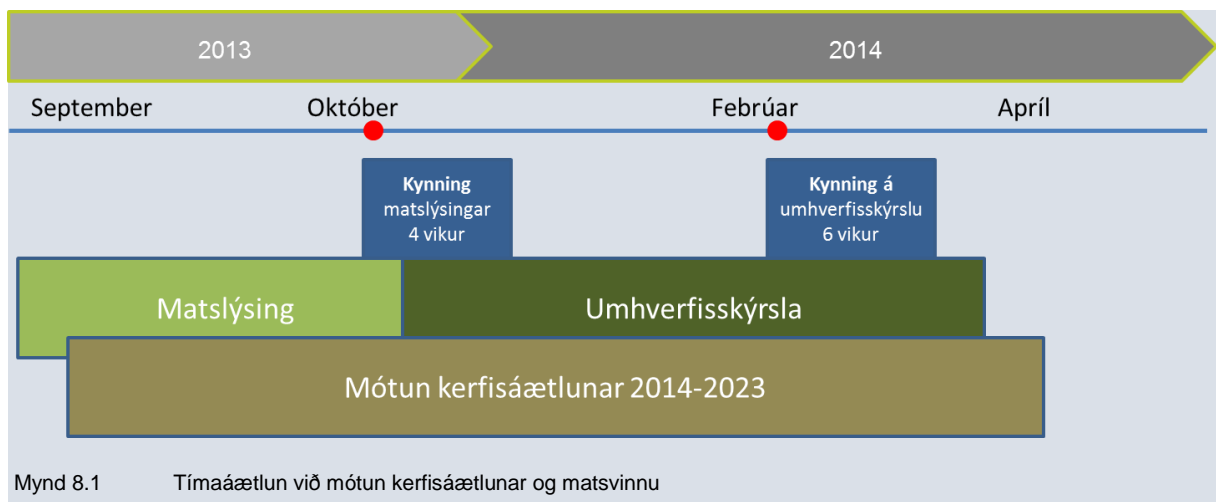 2013 2014
September Október Febrúar Apríl
Kynning
matslýsingar
4 vikur
Kynning á
umhverfisskýrslu
6 vikur
Matslýsing Umhverfisskýrsla
Mótun kerfisáætlunar 2014-2023
Mynd 8.1 Tímaáætlun við mótun kerfisáætlunar og matsvinnu